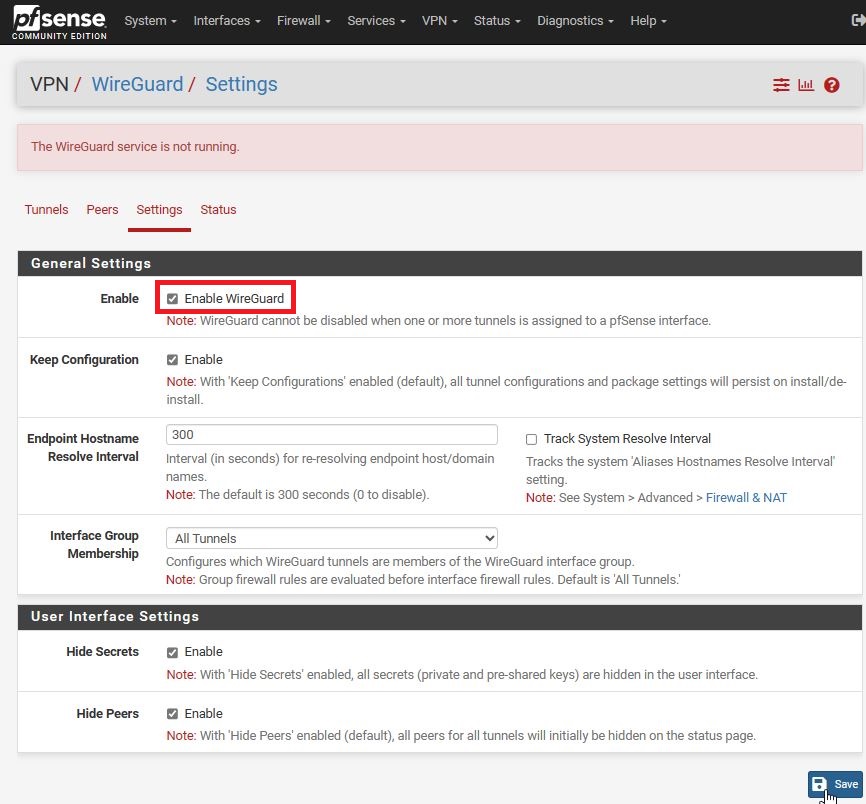 pfsense
COMMUNITY EDITION
System Interfaces Firewall Services VPN Status Diagnostics Help
VPN / WireGuard / Settings
The WireGuard service is not running.
Tunnels Peers Settings Status
General Settings
Enable
Enable WireGuard
Note: WireGuard cannot be disabled when one or more tunnels is assigned to a pfSense interface.
Keep Configuration
Enable
Note: With 'Keep Configurations' enabled (default), all tunnel configurations and package settings will persist on install/de-
install.
Endpoint Hostname
Resolve Interval
300
Interval (in seconds) for re-resolving endpoint host/domain
names.
Note: The default is 300 seconds (0 to disable).
Track System Resolve Interval
Tracks the system 'Aliases Hostnames Resolve Interval'
setting.
Note: See System > Advanced > Firewall & NAT
Interface Group
Membership
All Tunnels
Configures which WireGuard tunnels are members of the WireGuard interface group.
Note: Group firewall rules are evaluated before interface firewall rules. Default is 'All Tunnels.'
User Interface Settings
Hide Secrets
Enable
Note: With 'Hide Secrets' enabled, all secrets (private and pre-shared keys) are hidden in the user interface.
Hide Peers
Enable
Note: With 'Hide Peers' enabled (default), all peers for all tunnels will initially be hidden on the status page.
Save